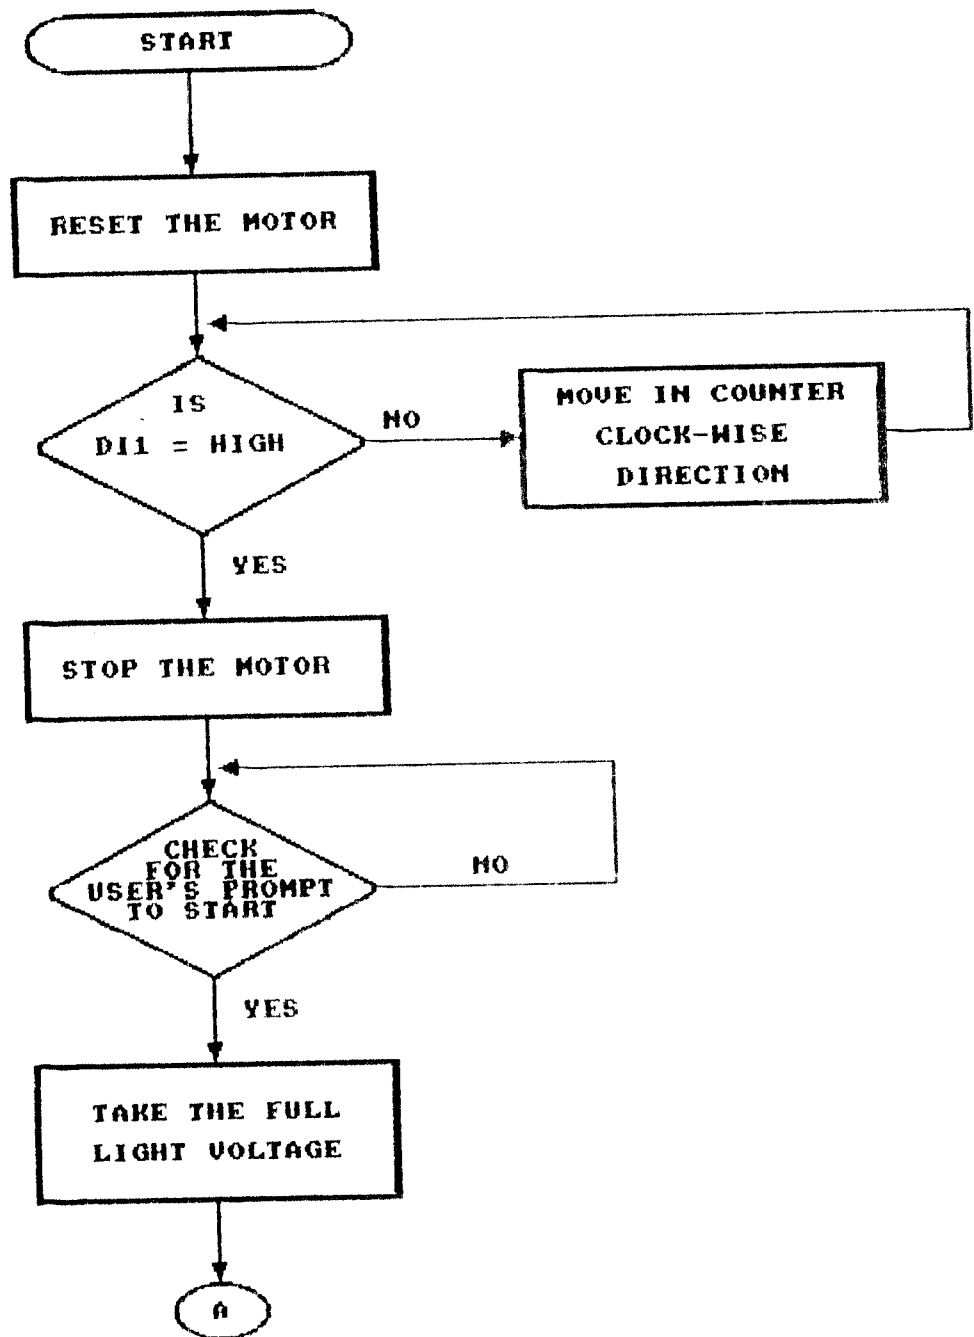 START
RESET THE MOTOR
IS
DI1 = HIGH
NO
MOVE IN COUNTER
CLOCK-WISE
DIRECTION
YES
STOP THE MOTOR
CHECK
FOR THE
USER'S PROMPT
TO START
NO
YES
TAKE THE FULL
LIGHT VOLTAGE
A